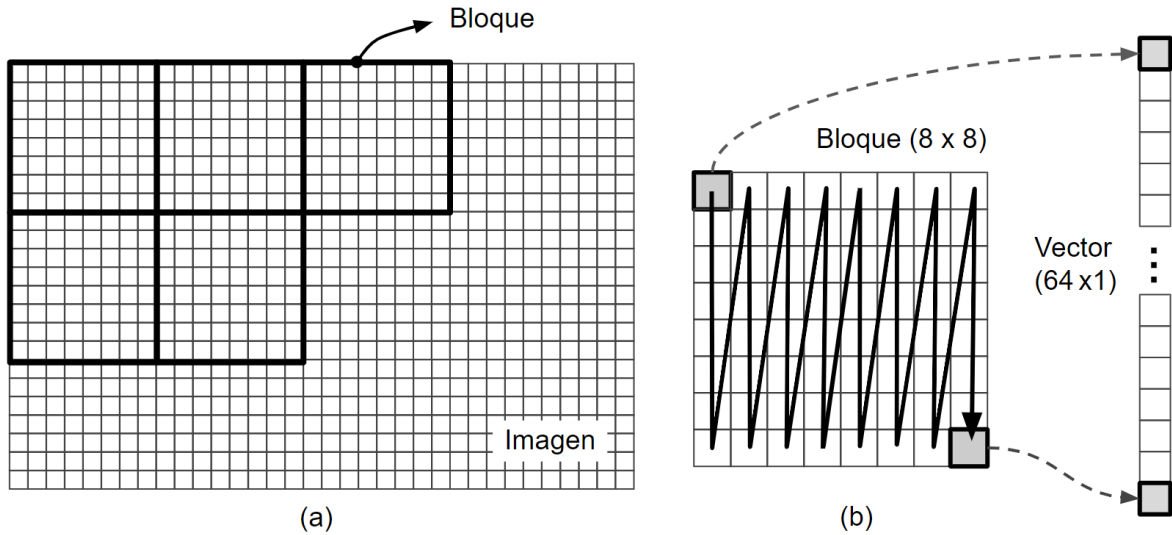 Bloque
Imagen
(a)
Bloque (8 x 8)
Vector
(64 x1)
(b)